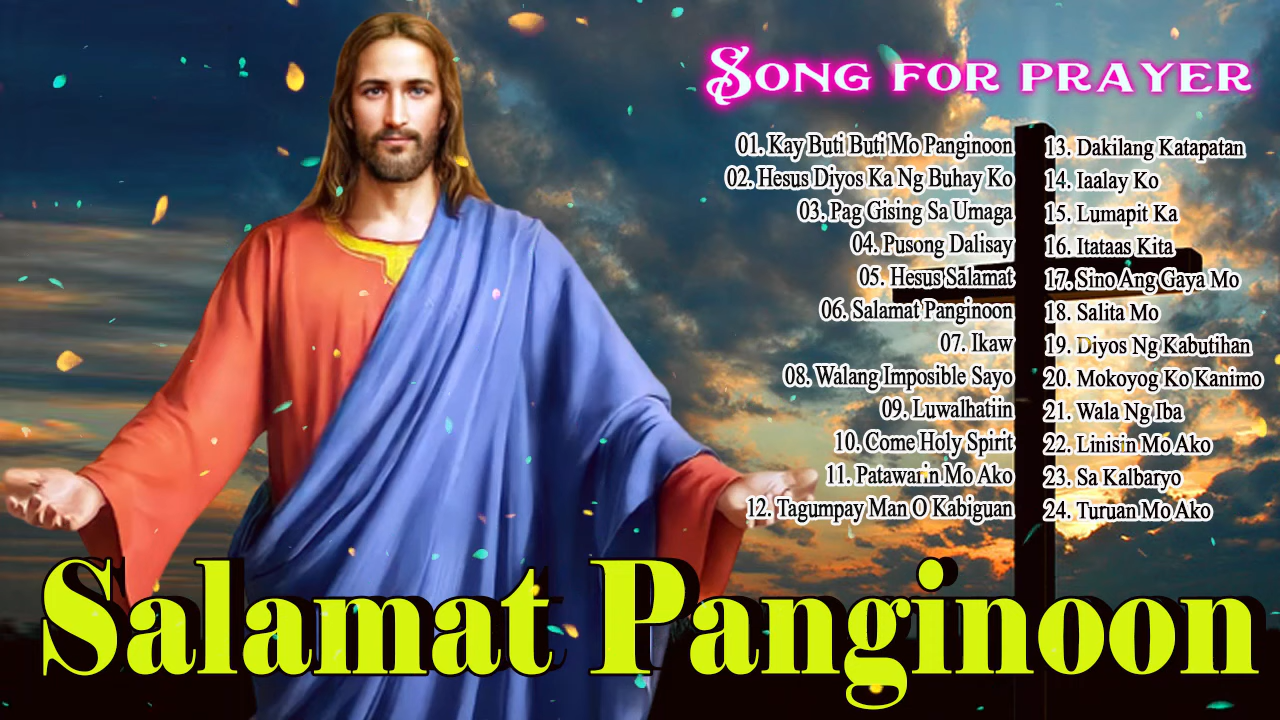 SONG FOR PRAYER
01. Kay Buti Buti Mo Panginoon
02. Hesus Diyos Ka Ng Buhay Ko
03. Pag Gising Sa Umaga
04. Pusong Dalisay
05. Hesus Salamat
06. Salamat Panginoon
07. Ikaw
08. Walang Imposible Sayo
09. Luwalhatiin
10. Come Holy Spirit
11. Patawarin Mo Ako
12. Tagumpay Man O Kabiguan
13. Dakilang Katapatan
14. Iaalay Ko
15. Lumapit Ka
16. Itataas Kita
17. Sino Ang Gaya Mo
18. Salita Mo
19. Diyos Ng Kabutihan
20. Mokoyog Ko Kanimo
21. Wala Ng Iba
22. Linisin Mo Ako
23. Sa Kalbaryo
24. Turuan Mo Ako
Salamat Panginoon